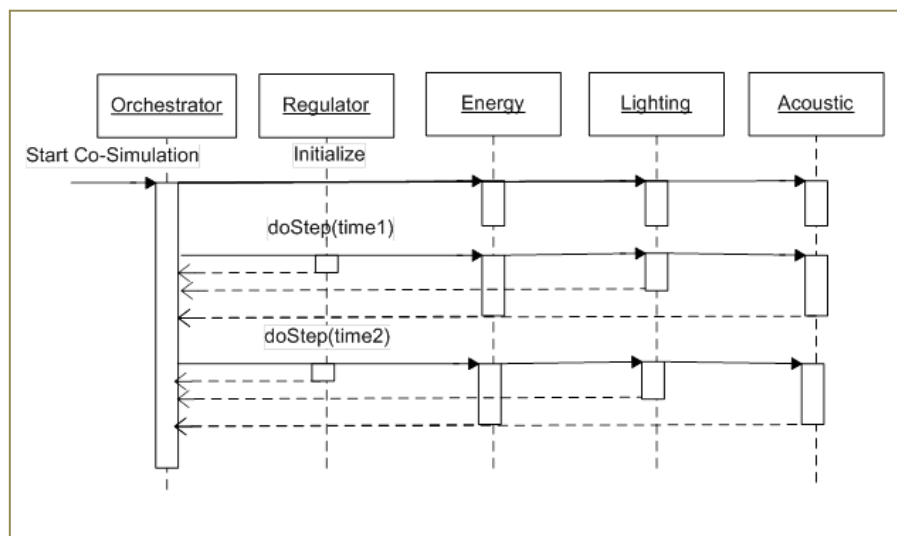 Orchestrator
Regulator
Energy
Lighting
Acoustic
Start Co-Simulation
Initialize
doStep(time1)
doStep(time2)